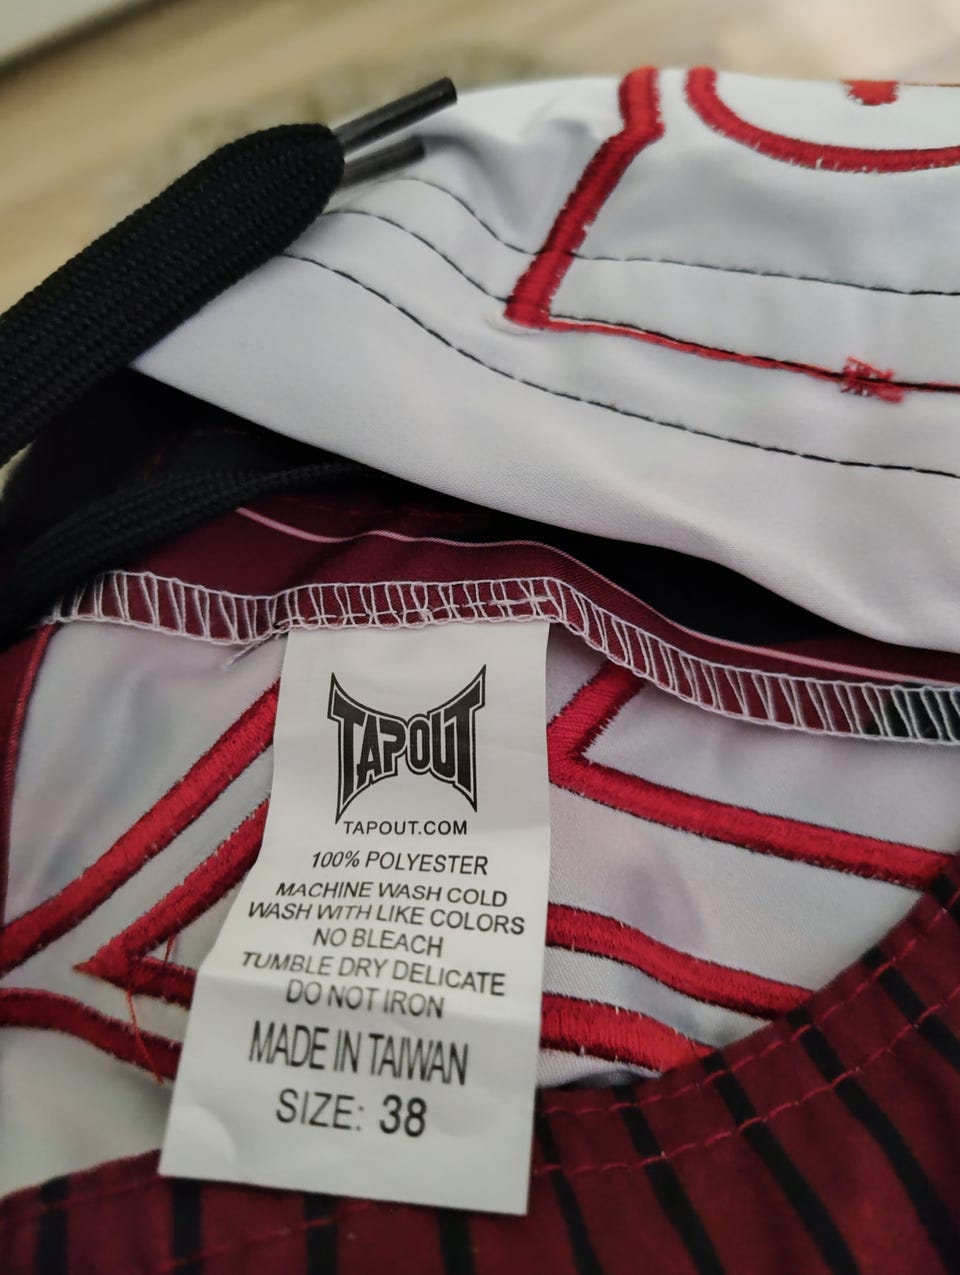 TAPOUT
TAPOUT.COM
100% POLYESTER
MACHINE WASH COLD
WASH WITH LIKE COLORS
NO BLEACH
TUMBLE DRY DELICATE
DO NOT IRON
MADE IN TAIWAN
SIZE: 38